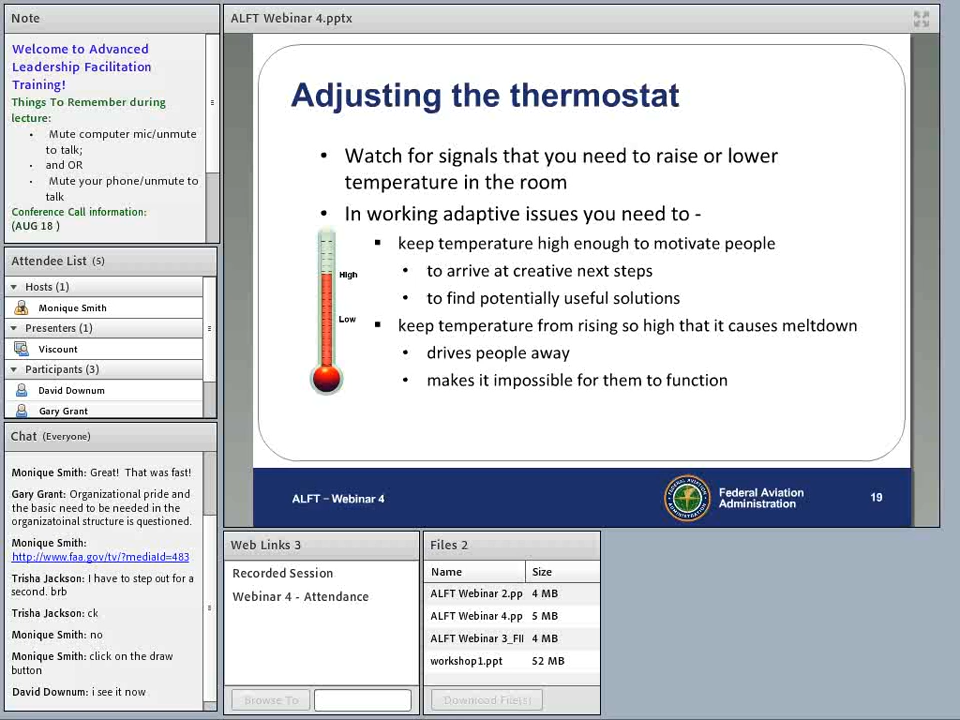 Note
Welcome to Advanced
Leadership Facilitation
Training!
Things To Remember during
lecture:
• Mute computer mic/unmute
to talk;
• and OR
• Mute your phone/unmute to
talk
Conference Call information:
(AUG 18 )
Attendee List (5)
Hosts (1)
Monique Smith
Presenters (1)
Viscount
Participants (3)
David Downum
Gary Grant
Chat (Everyone)
Monique Smith: Great! That was fast!
Gary Grant: Organizational pride and
the basic need to be needed in the
organizatoinal structure is questioned.
Monique Smith:
http://www.faa.gov/tv/?mediaId=483
Trisha Jackson: I have to step out for a
second. brb
Trisha Jackson: ck
Monique Smith: no
Monique Smith: click on the draw
button
David Downum: i see it now
ALFT Webinar 4.pptx
Adjusting the thermostat
• Watch for signals that you need to raise or lower
temperature in the room
• In working adaptive issues you need to -
▪ keep temperature high enough to motivate people
• to arrive at creative next steps
• to find potentially useful solutions
▪ keep temperature from rising so high that it causes meltdown
• drives people away
• makes it impossible for them to function
High
Low
ALFT – Webinar 4
Federal Aviation
Administration
19
Web Links 3
Recorded Session
Webinar 4 - Attendance
Browse To
Files 2
Name Size
ALFT Webinar 2.pp 4 MB
ALFT Webinar 4.pp 5 MB
ALFT Webinar 3_FII 4 MB
workshop1.ppt 52 MB
Download File(s)